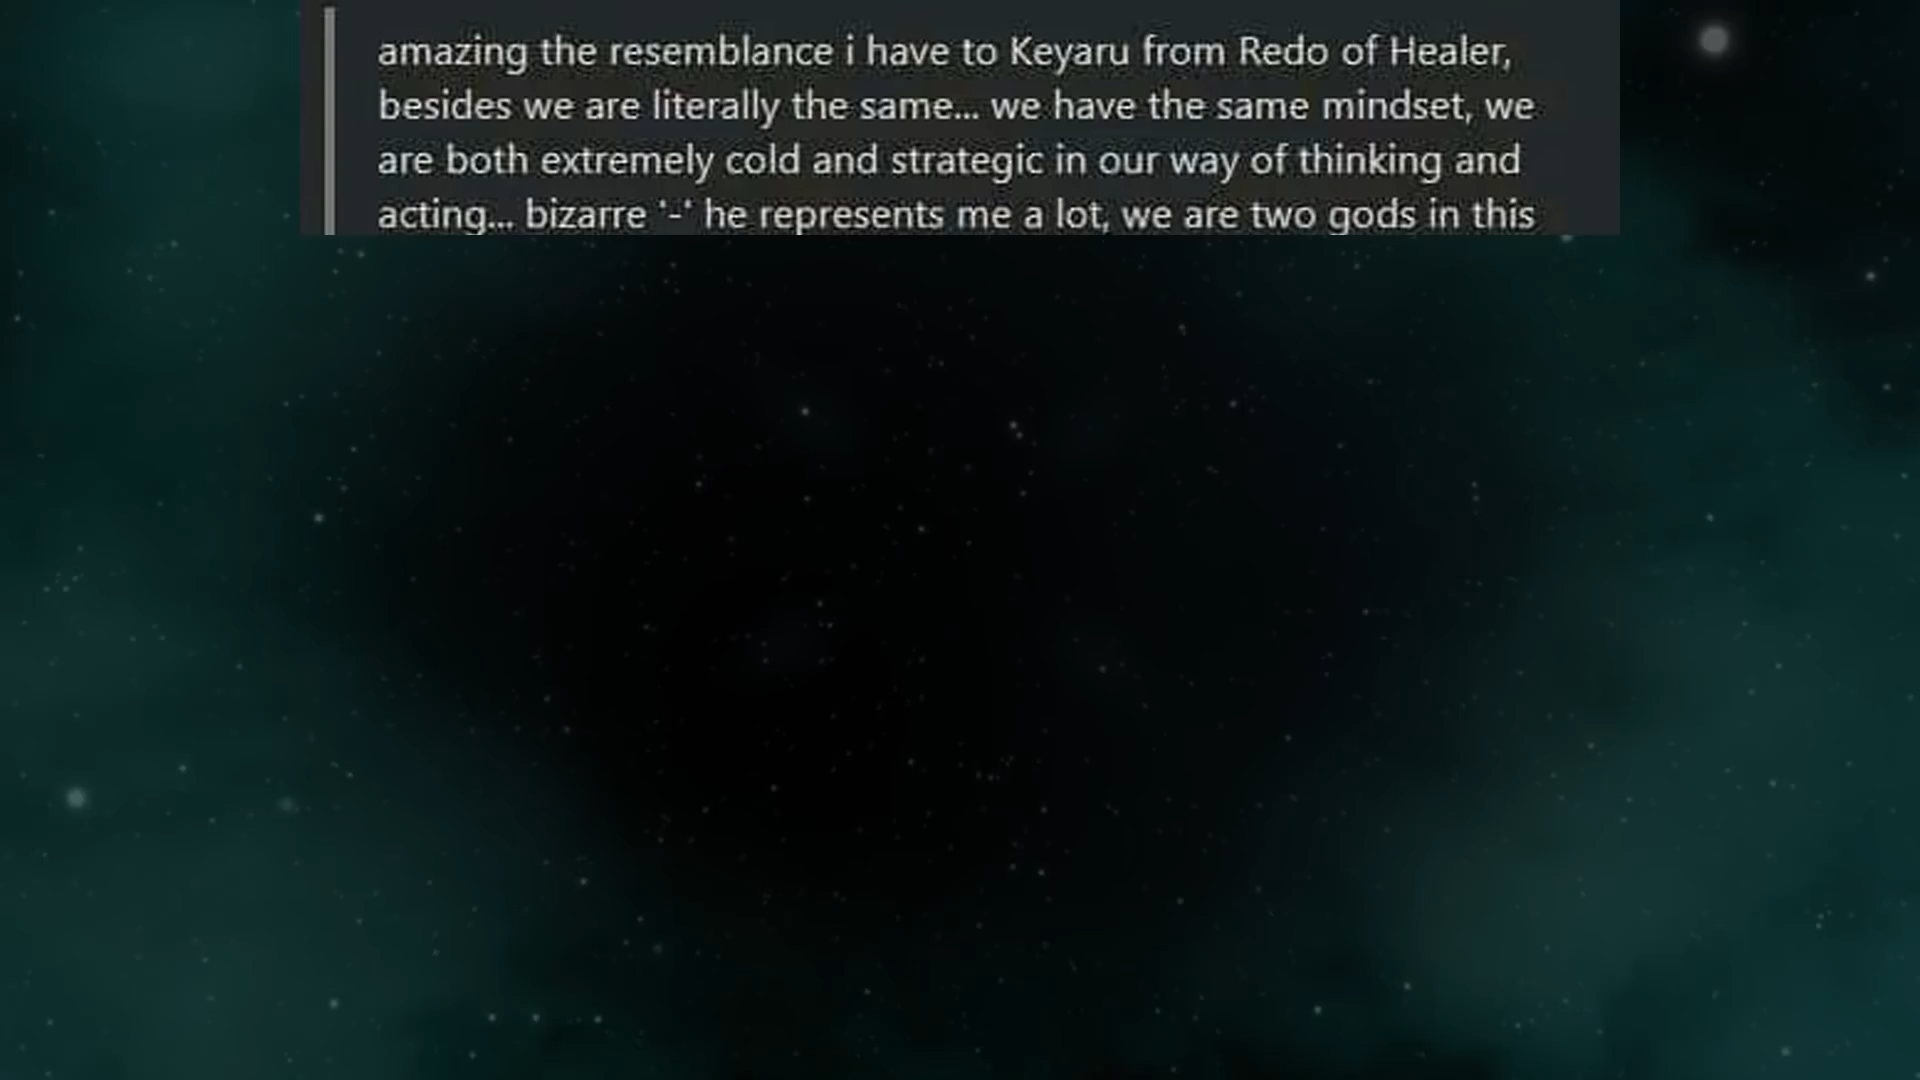 amazing the resemblance i have to Keyaru from Redo of Healer,
besides we are literally the same... we have the same mindset, we
are both extremely cold and strategic in our way of thinking and
acting... bizarre '-' he represents me a lot, we are two gods in this